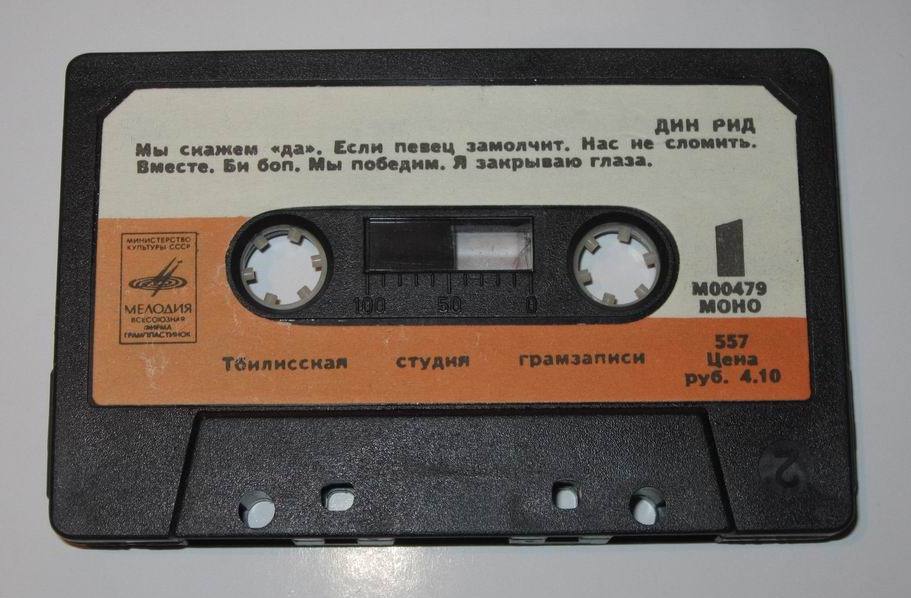 ДИН РИД
Мы скажем «да». Если певец замолчит. Нас не сломить.
Вместе. Би боп. Мы победим. Я закрываю глаза.
МИНИСТЕРСТВО
КУЛЬТУРЫ СССР
МЕЛОДИЯ
ВСЕСОЮЗНАЯ
ФИРМА
ГРАМПЛАСТИНОК
1
М00479
МОНО
100 50 0
557
Тбилисская студия грамзаписи
Цена
руб. 4.10
2